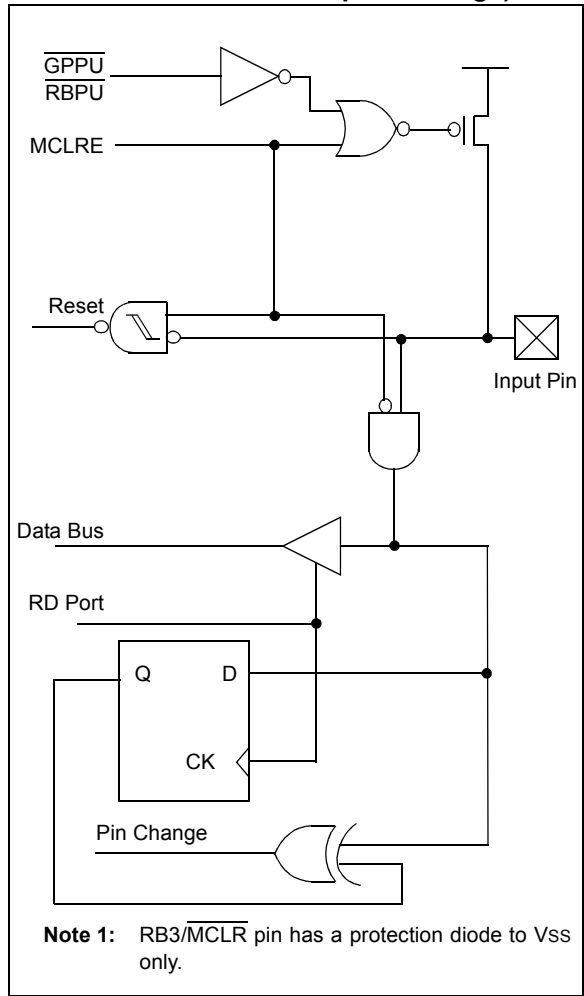 GPPU
RBPU
MCLRE
Reset
Input Pin
Data Bus
RD Port
Q D
CK
Pin Change
Note 1: RB3/MCLR pin has a protection diode to VSS
only.